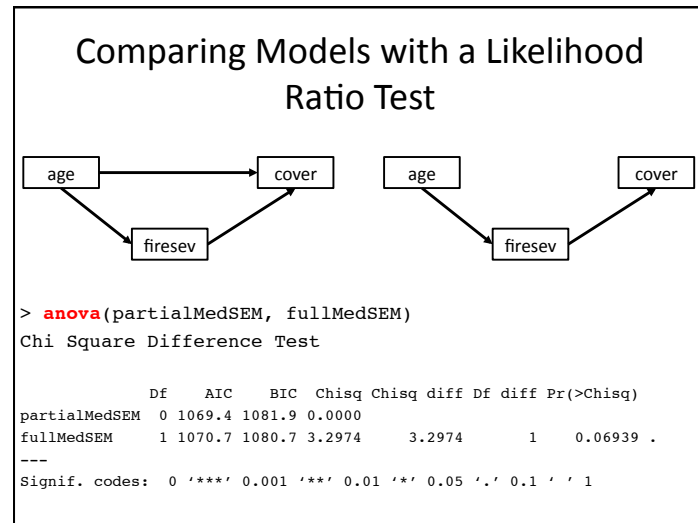 Comparing Models with a Likelihood
Ratio Test
age
cover
firesev
age
cover
firesev
> anova(partialMedSEM, fullMedSEM)
Chi Square Difference Test
Df AIC BIC Chisq Chisq diff Df diff Pr(>Chisq)
partialMedSEM 0 1069.4 1081.9 0.0000
fullMedSEM 1 1070.7 1080.7 3.2974 3.2974 1 0.06939 .
---
Signif. codes: 0 ‘***’ 0.001 ‘**’ 0.01 ‘*’ 0.05 ‘.’ 0.1 ‘ ’ 1